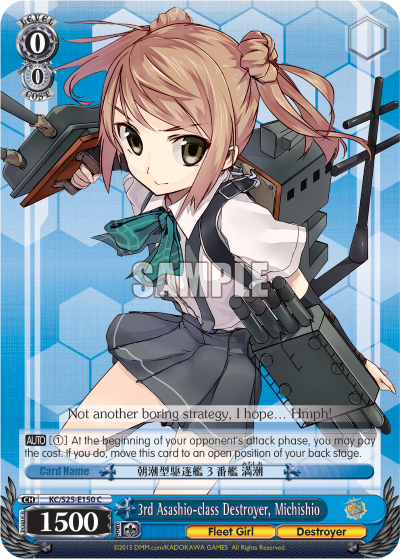 LEVEL
0
0
COST
SAMPLE
Not another boring strategy, I hope... Hmph!
AUTO [①] At the beginning of your opponent's attack phase, you may pay
the cost. If you do, move this card to an open position of your back stage.
Card Name
朝潮型駆逐艦 3 番艦 満潮
CH
KC/S25-E150 C
3rd Asashio-class Destroyer, Michishio
POWER
1500
SOUL
Fleet Girl
Destroyer
©2015 DMM.com/KADOKAWA GAMES All Rights Reserved.